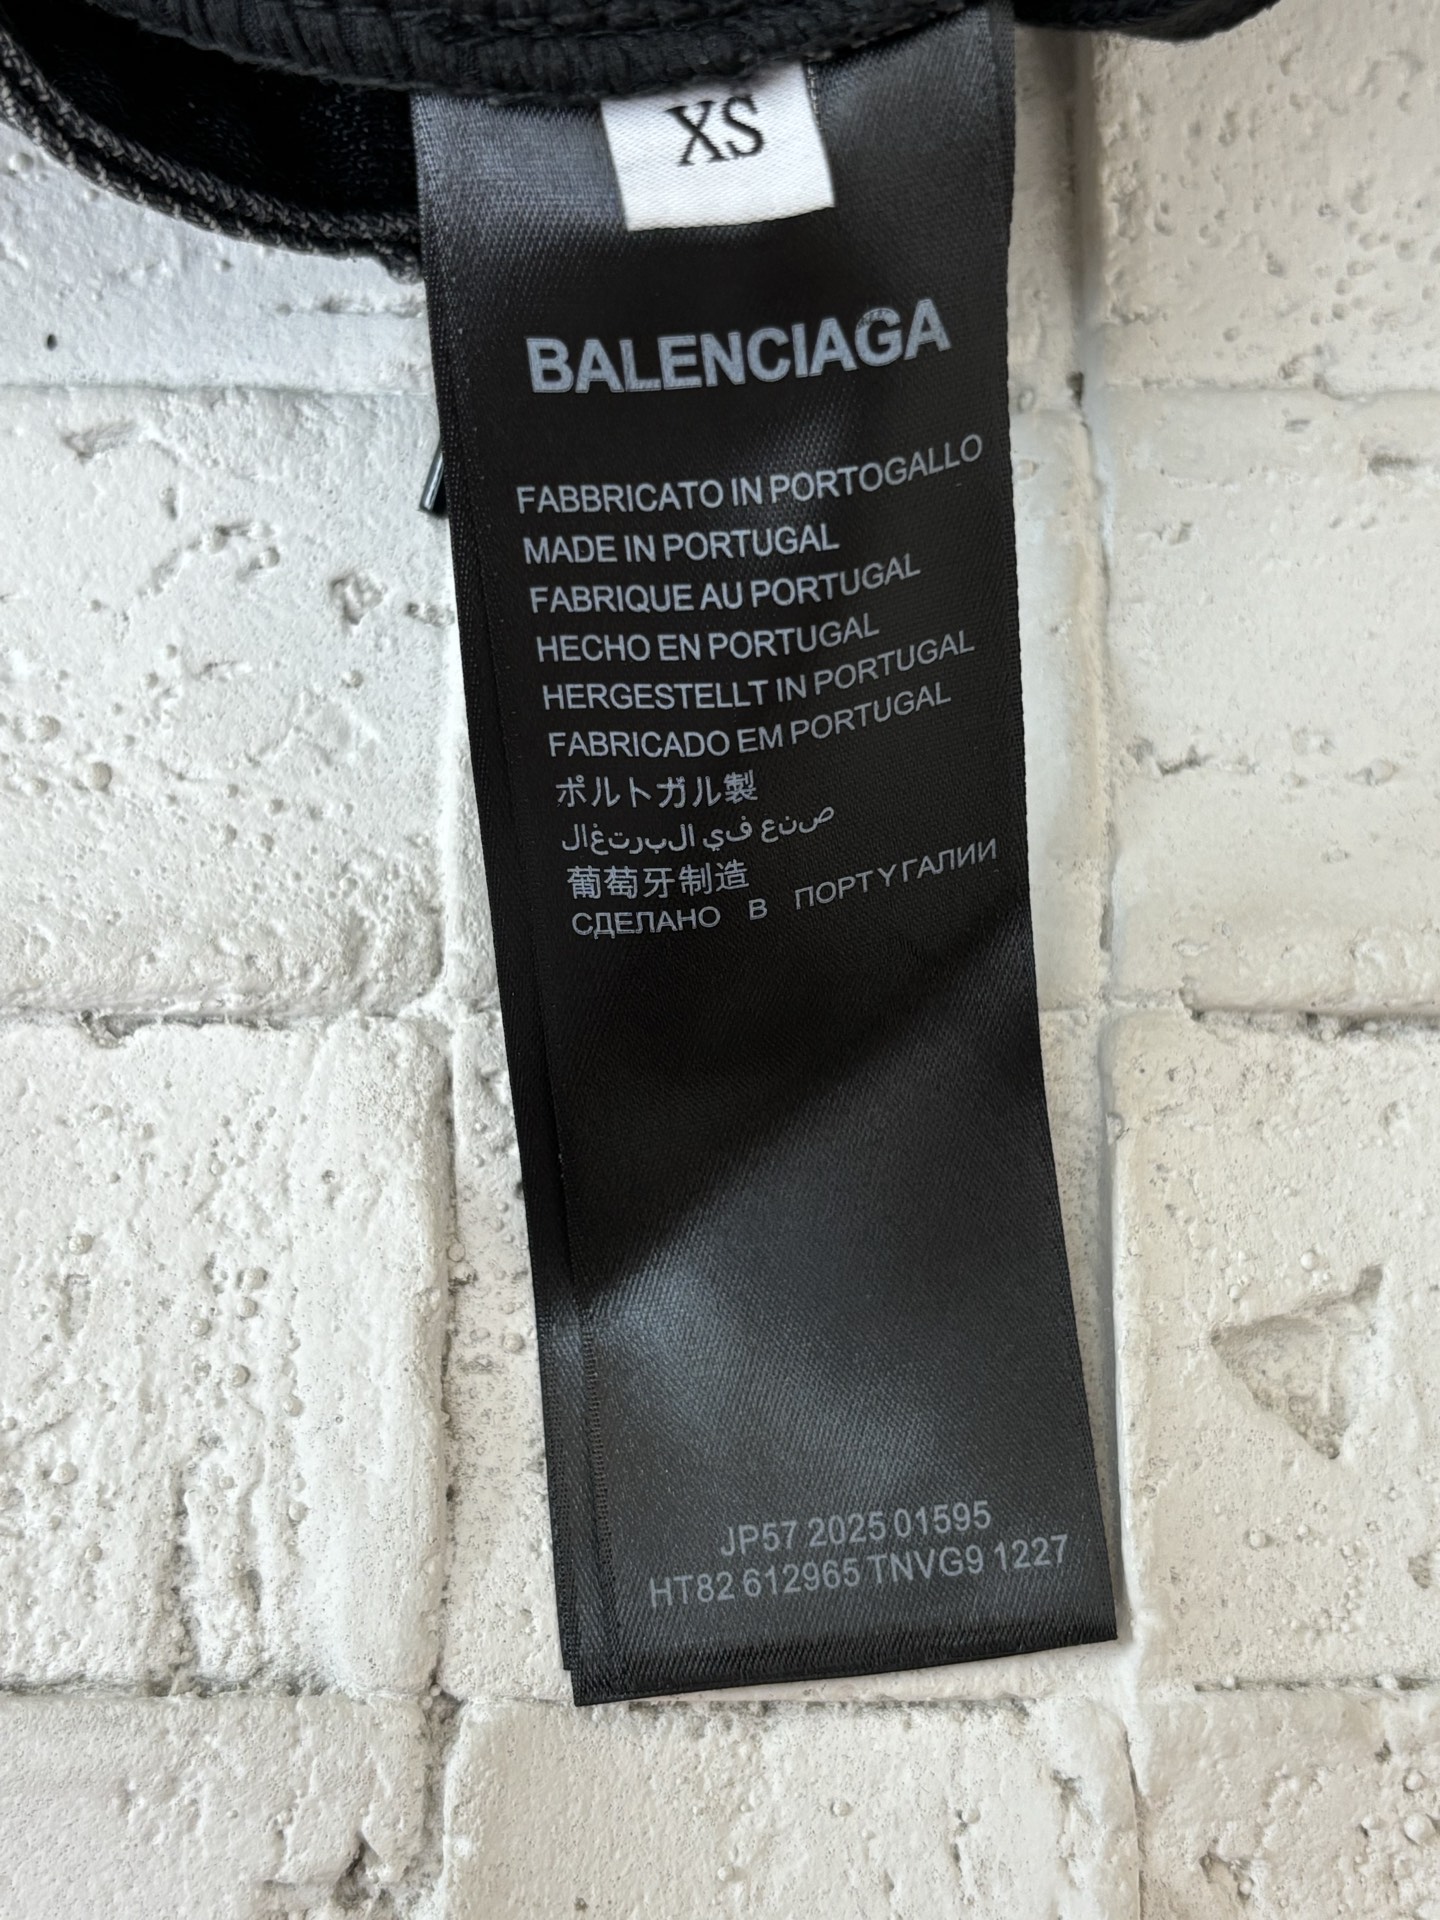 XS
BALENCIAGA
FABBRICATO IN PORTOGALLO
MADE IN PORTUGAL
FABRIQUE AU PORTUGAL
HECHO EN PORTUGAL
HERGESTELLT IN PORTUGAL
FABRICADO EM PORTUGAL
ポルトガル製
صنع في البرتغال
葡萄牙制造
СДЕЛАНО В ПОРТУГАЛИИ
JP57 2025 01595
HT82 612965 TNVG9 1227